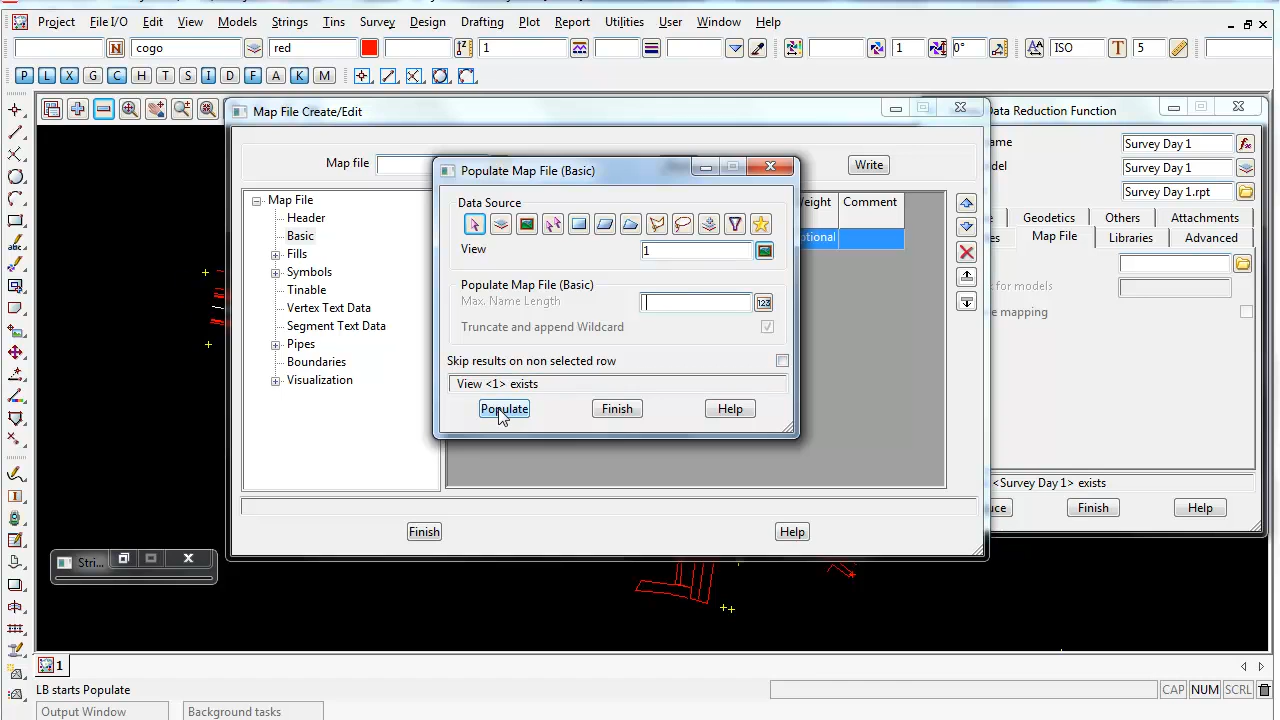 Project File I/O Edit View Models Strings Tins Survey Design Drafting Plot Report Utilities User Window Help
N cogo red 1 1 0° ISO T 5
P L X G C H T S I D F A K M
Map File Create/Edit
Data Reduction Function
Map file
Write
Populate Map File (Basic)
Map File
Header
Basic
Fills
Symbols
Tinable
Vertex Text Data
Segment Text Data
Pipes
Boundaries
Visualization
Data Source
View 1
Populate Map File (Basic)
Max. Name Length 123
Truncate and append Wildcard
Skip results on non selected row
View <1> exists
Populate Finish Help
Comment
Finish Help
Survey Day 1
Survey Day 1
Survey Day 1.rpt
Geodetics Others Attachments
Map File Libraries Advanced
for models
mapping
<Survey Day 1> exists
Finish Help
Stri...
1
LB starts Populate
CAP NUM SCRL
Output Window Background tasks